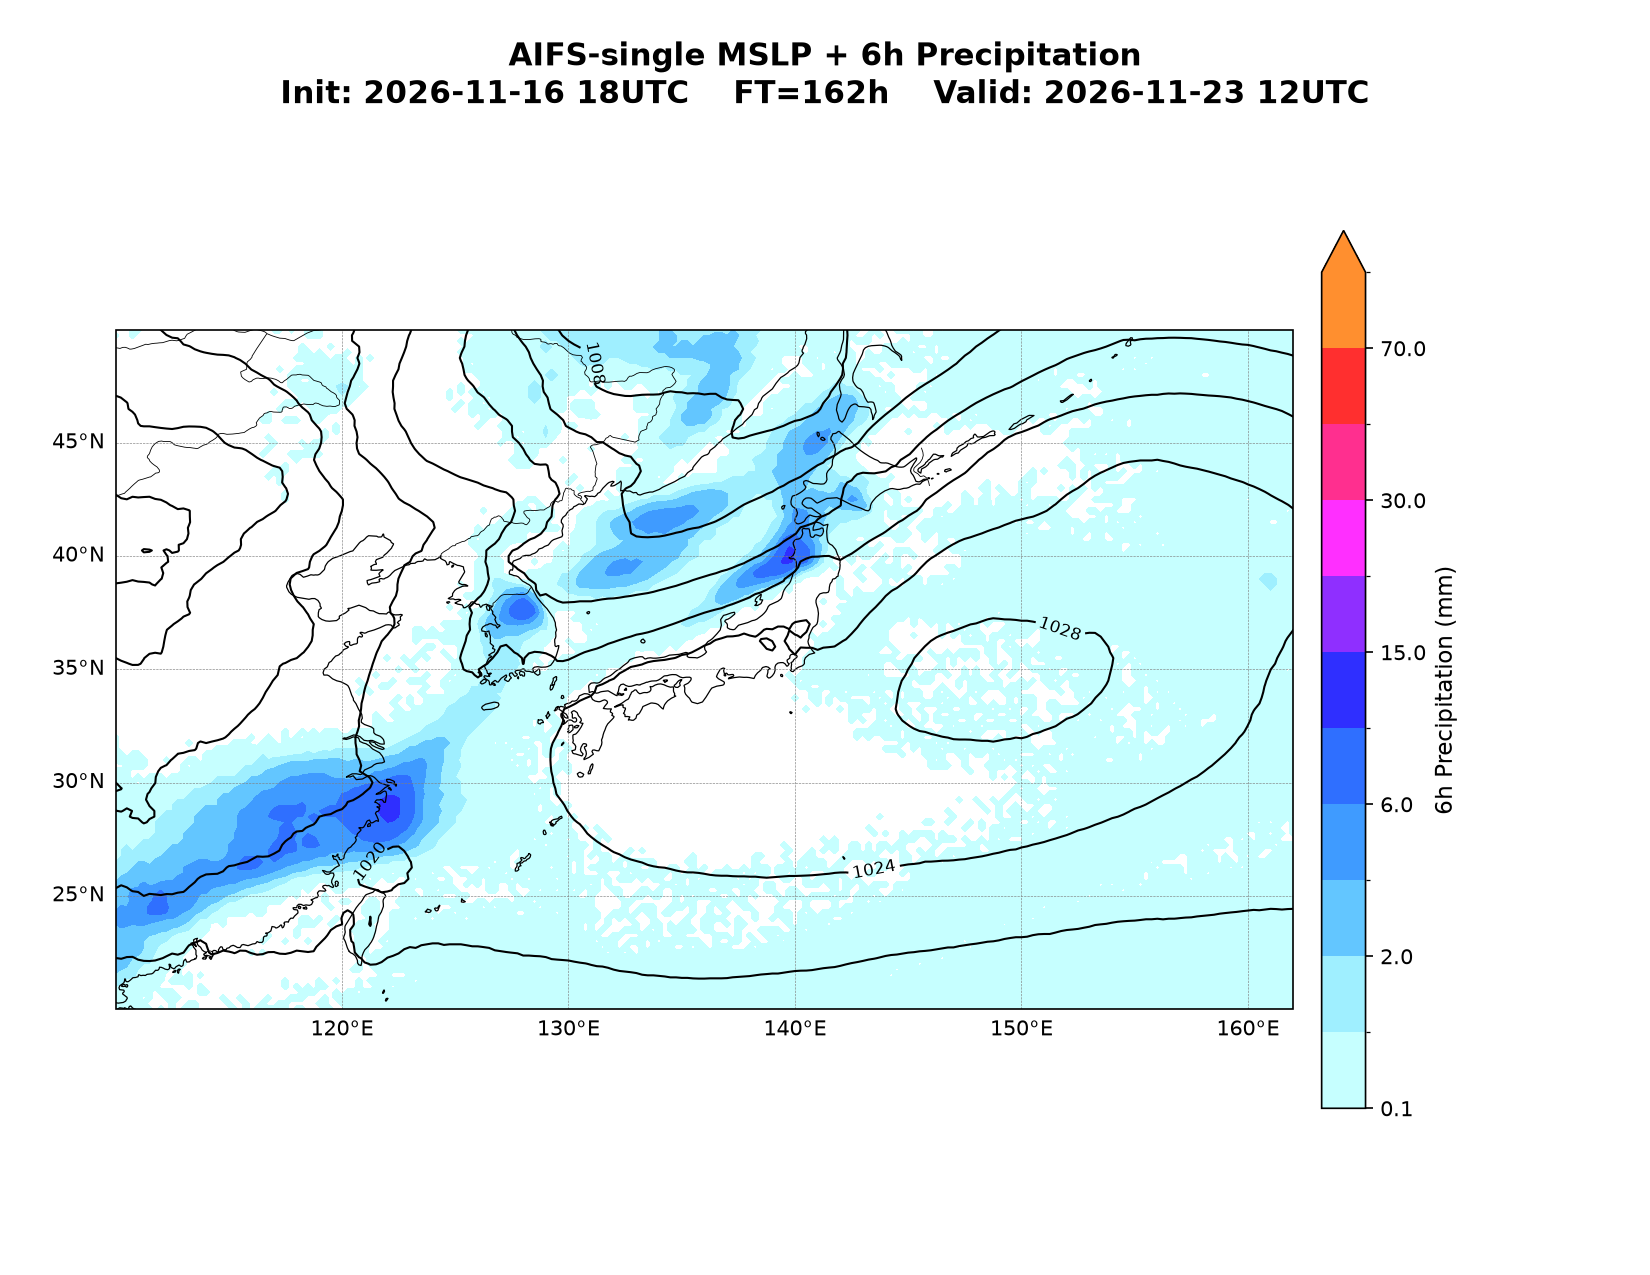 AIFS-single MSLP + 6h Precipitation
Init: 2026-11-16 18UTC    FT=162h    Valid: 2026-11-23 12UTC
1008
1028
1024
1020
45°N
40°N
35°N
30°N
25°N
120°E
130°E
140°E
150°E
160°E
70.0
30.0
15.0
6.0
2.0
0.1
6h Precipitation (mm)